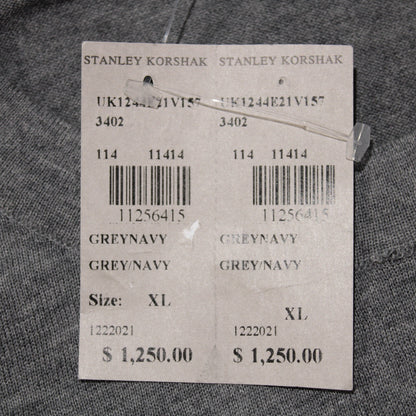 STANLEY KORSHAK STANLEY KORSHAK
UK1244E21V157 UK1244E21V157
3402 3402
114 11414 114 11414
11256415 11256415
GREYNAVY GREYNAVY
GREY/NAVY GREY/NAVY
Size: XL XL
1222021 1222021
$ 1,250.00 $ 1,250.00